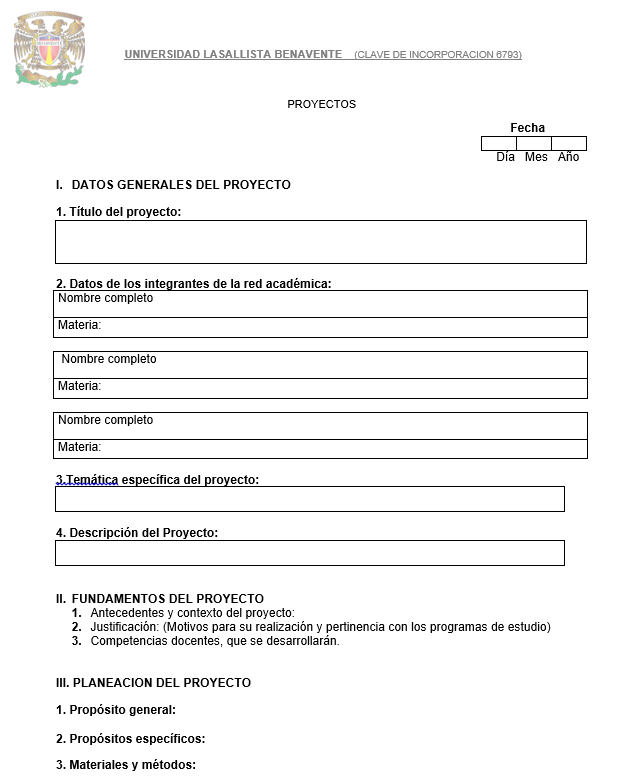 UNIVERSIDAD LASALLISTA BENAVENTE (CLAVE DE INCORPORACION 6793)
PROYECTOS
Fecha
Día Mes Año
I. DATOS GENERALES DEL PROYECTO
1. Título del proyecto:
2. Datos de los integrantes de la red académica:
Nombre completo
Materia:
Nombre completo
Materia:
Nombre completo
Materia:
3.Temática específica del proyecto:
4. Descripción del Proyecto:
II. FUNDAMENTOS DEL PROYECTO
1. Antecedentes y contexto del proyecto:
2. Justificación: (Motivos para su realización y pertinencia con los programas de estudio)
3. Competencias docentes, que se desarrollarán.
III. PLANEACION DEL PROYECTO
1. Propósito general:
2. Propósitos específicos:
3. Materiales y métodos: